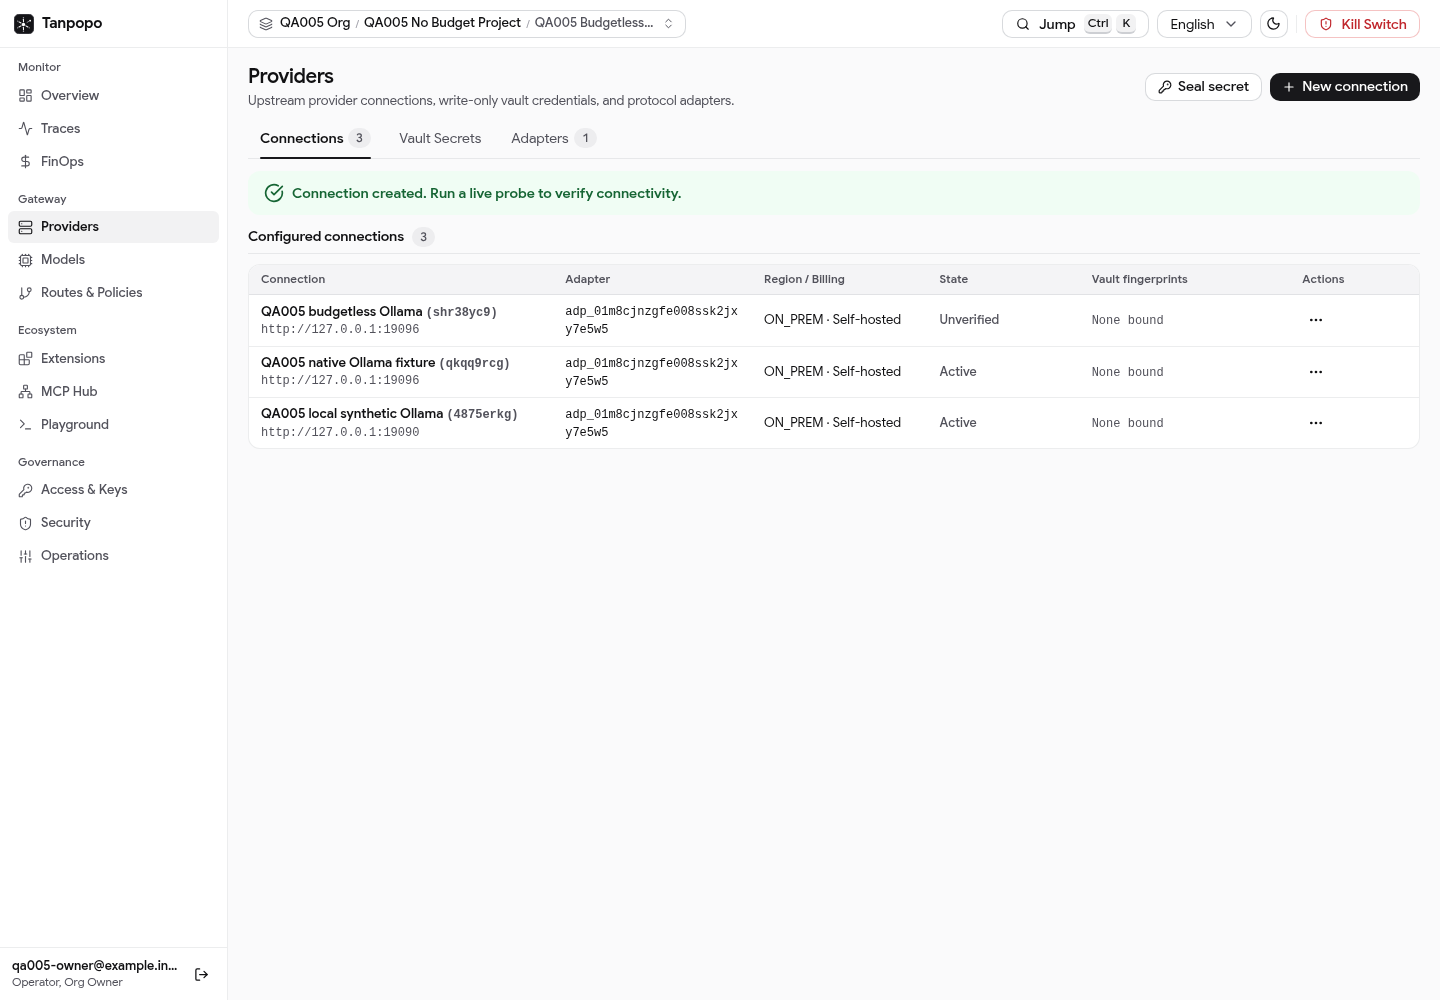 Tanpopo
QA005 Org / QA005 No Budget Project / QA005 Budgetless...
Jump Ctrl K
English
Kill Switch
Monitor
Overview
Traces
FinOps
Gateway
Providers
Models
Routes & Policies
Ecosystem
Extensions
MCP Hub
Playground
Governance
Access & Keys
Security
Operations
qa005-owner@example.in...
Operator, Org Owner
Providers
Upstream provider connections, write-only vault credentials, and protocol adapters.
Seal secret
New connection
Connections 3 Vault Secrets Adapters 1
Connection created. Run a live probe to verify connectivity.
Configured connections 3
Connection Adapter Region / Billing State Vault fingerprints Actions
QA005 budgetless Ollama (shr38yc9)
http://127.0.0.1:19096
adp_01m8cjnzgfe008ssk2jx
y7e5w5
ON_PREM · Self-hosted
Unverified
None bound
QA005 native Ollama fixture (qkqq9rcg)
http://127.0.0.1:19096
adp_01m8cjnzgfe008ssk2jx
y7e5w5
ON_PREM · Self-hosted
Active
None bound
QA005 local synthetic Ollama (4875erkg)
http://127.0.0.1:19090
adp_01m8cjnzgfe008ssk2jx
y7e5w5
ON_PREM · Self-hosted
Active
None bound